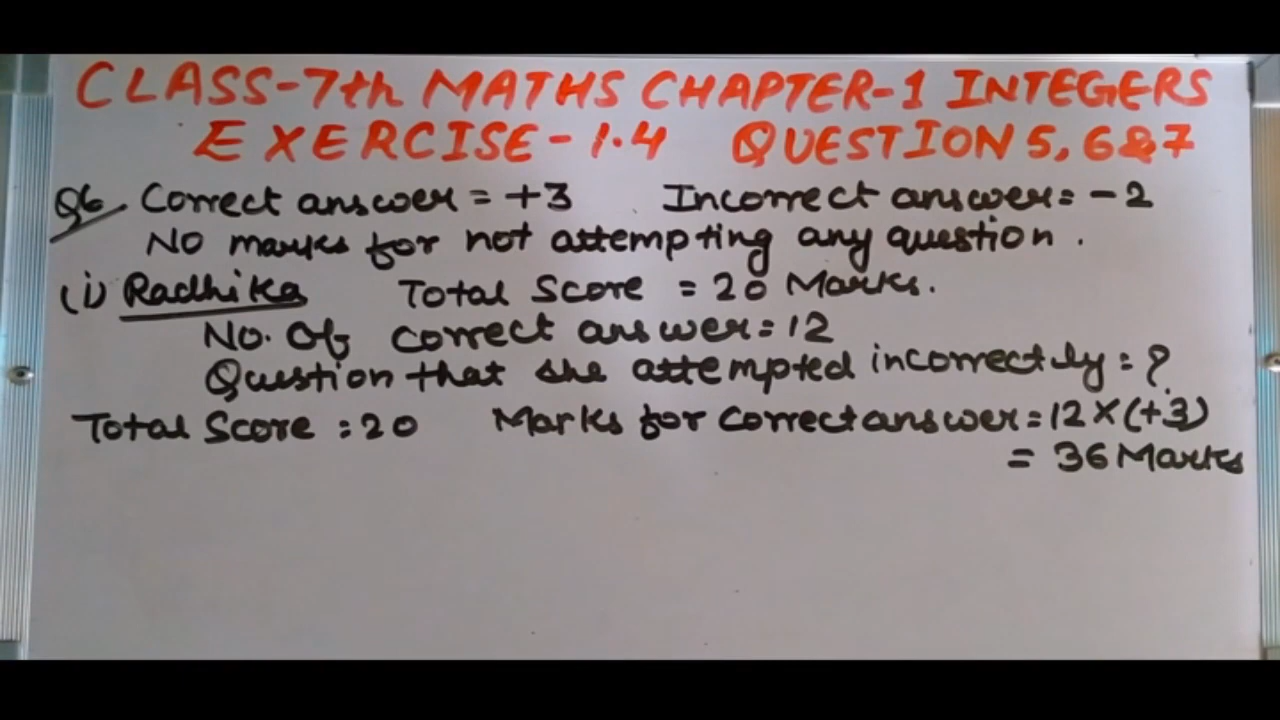 CLASS-7th MATHS CHAPTER-1 INTEGERS
EXERCISE-1.4 QUESTION 5, 6 & 7
Q6. Correct answer = +3 Incorrect answer = -2
No marks for not attempting any question.
(i) Radhika Total Score = 20 Marks.
No. of correct answer = 12
Question that she attempted incorrectly = ?
Total Score = 20 Marks for correct answer = 12 × (+3)
= 36 Marks